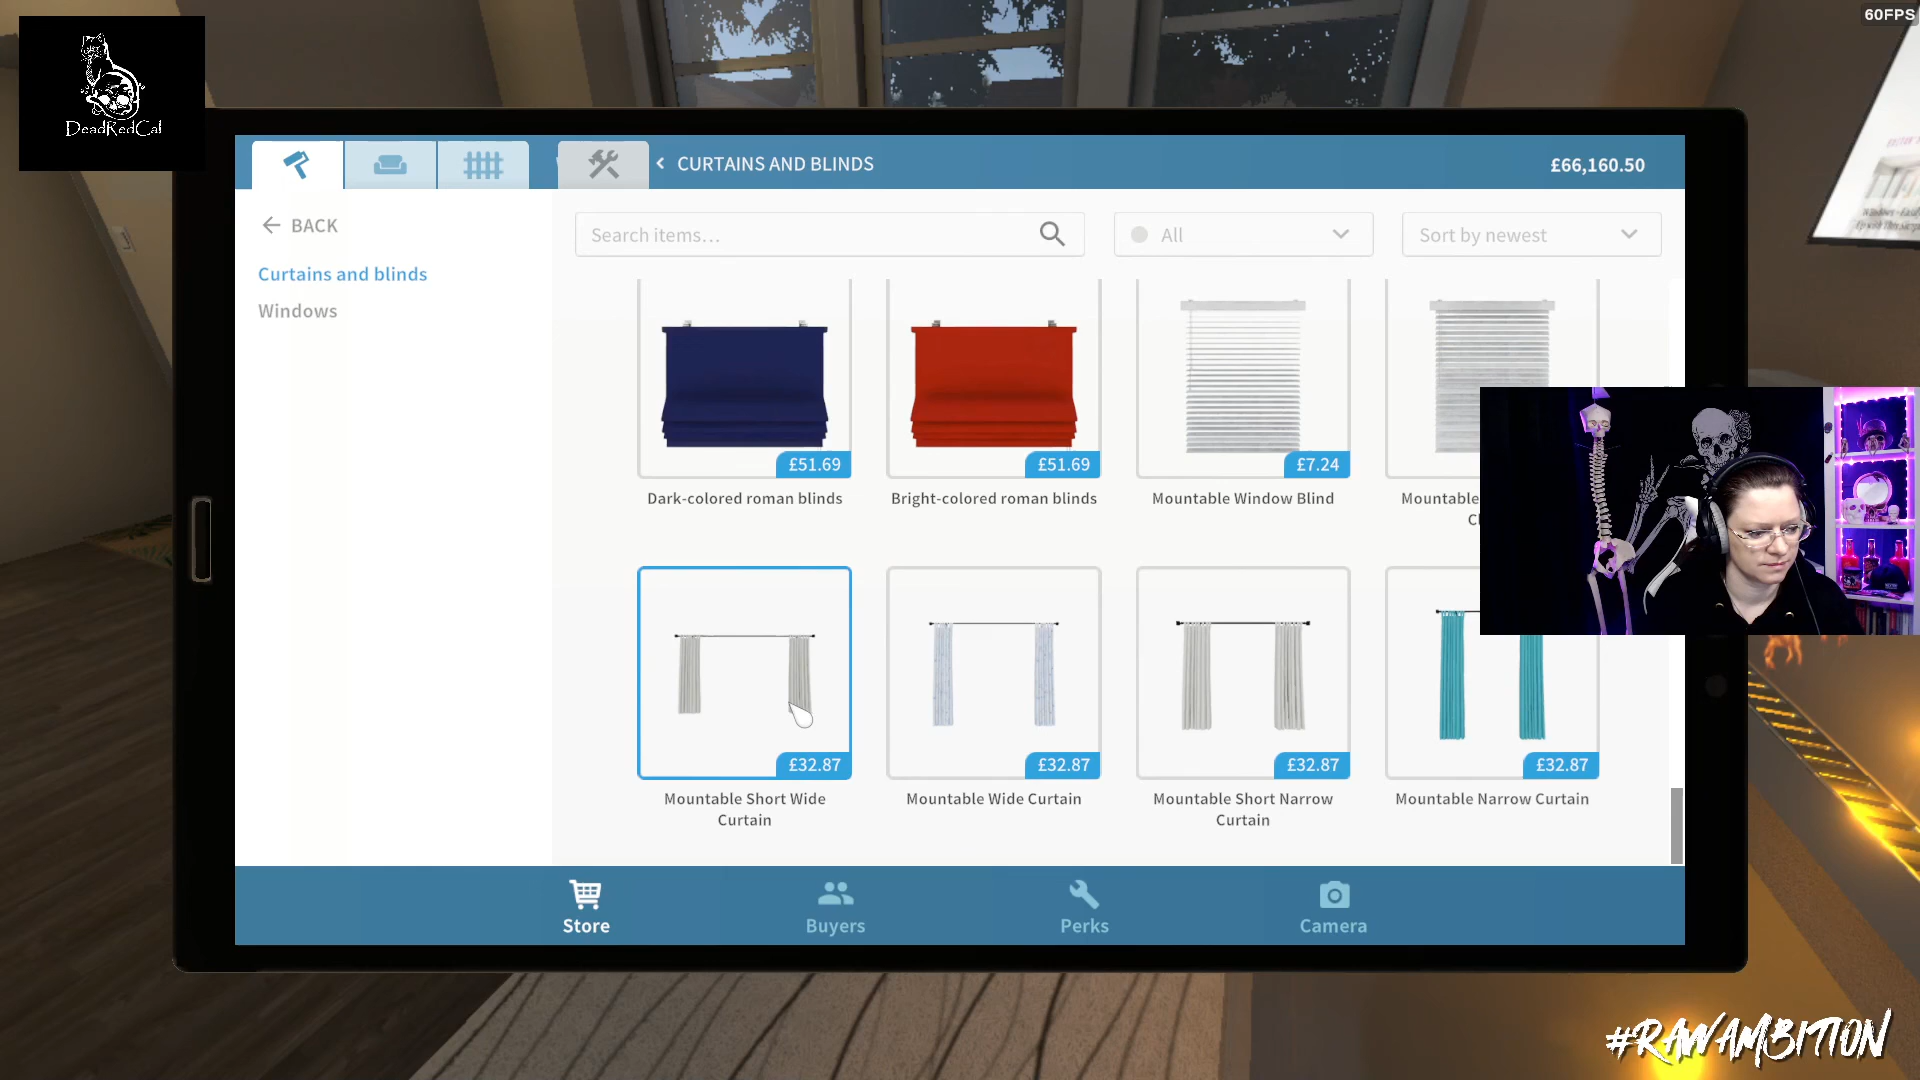 60FPS
DeadRedCal
CURTAINS AND BLINDS
£66,160.50
BACK
Search items...
All
Sort by newest
Curtains and blinds
Windows
£51.69
£51.69
£7.24
Dark-colored roman blinds
Bright-colored roman blinds
Mountable Window Blind
Mountable
£32.87
£32.87
£32.87
£32.87
Mountable Short Wide
Curtain
Mountable Wide Curtain
Mountable Short Narrow
Curtain
Mountable Narrow Curtain
Store
Buyers
Perks
Camera
#RAWAMBITION